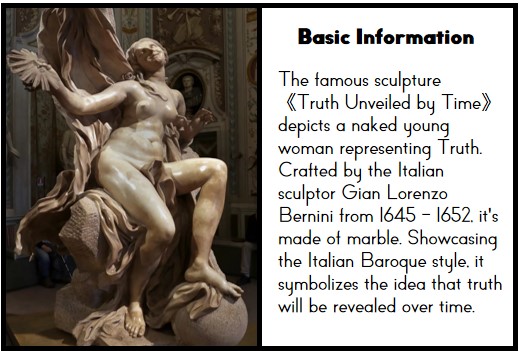 Basic Information
The famous sculpture
《Truth Unveiled by Time》
depicts a naked young
woman representing Truth.
Crafted by the Italian
sculptor Gian Lorenzo
Bernini from 1645 - 1652, it's
made of marble. Showcasing
the Italian Baroque style, it
symbolizes the idea that truth
will be revealed over time.